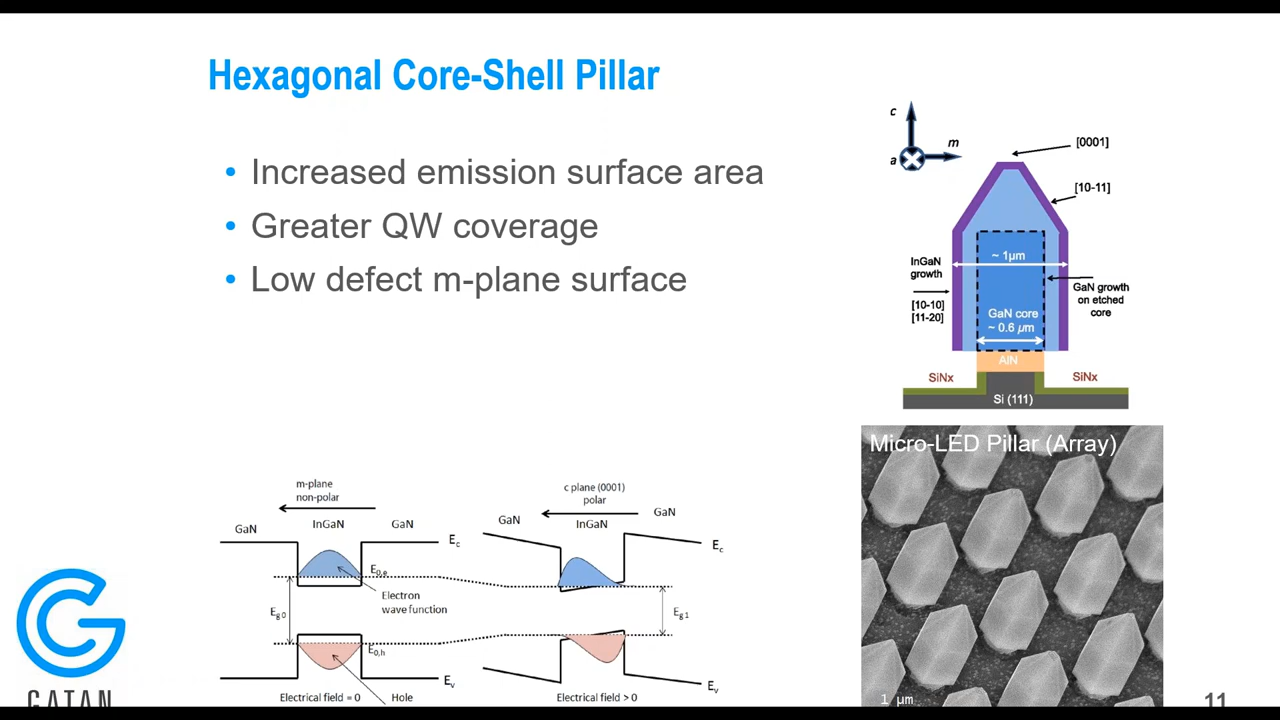 Hexagonal Core-Shell Pillar
• Increased emission surface area
• Greater QW coverage
• Low defect m-plane surface
c
m
a
[0001]
[10-11]
~ 1µm
InGaN
growth
[10-10]
[11-20]
GaN growth
on etched
core
GaN core
~ 0.6 µm
AlN
SiNx
SiNx
Si (111)
Micro-LED Pillar (Array)
1 µm
m-plane
non-polar
GaN
InGaN
GaN
Ec
E0,e
Electron
wave function
Eg0
E0,h
Ev
Electrical field = 0
Hole
c plane (0001)
polar
GaN
InGaN
GaN
Ec
Eg1
Ev
Electrical field > 0
GATAN
11